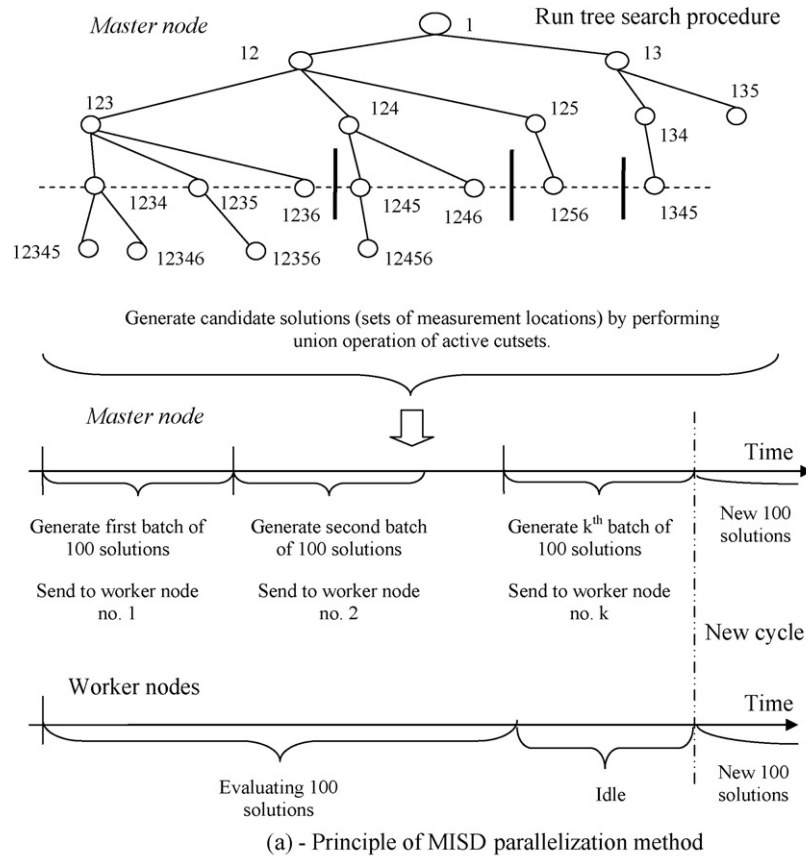 Master node
1
Run tree search procedure
12
13
123
124
125
135
134
1234
1235
1236
1245
1246
1256
1345
12345
12346
12356
12456
Generate candidate solutions (sets of measurement locations) by performing
union operation of active cutsets.
Master node
Time
Generate first batch of
100 solutions
Send to worker node
no. 1
Generate second batch
of 100 solutions
Send to worker node
no. 2
Generate kth batch of
100 solutions
Send to worker node
no. k
New 100
solutions
New cycle
Worker nodes
Time
Evaluating 100
solutions
Idle
New 100
solutions
(a) - Principle of MISD parallelization method